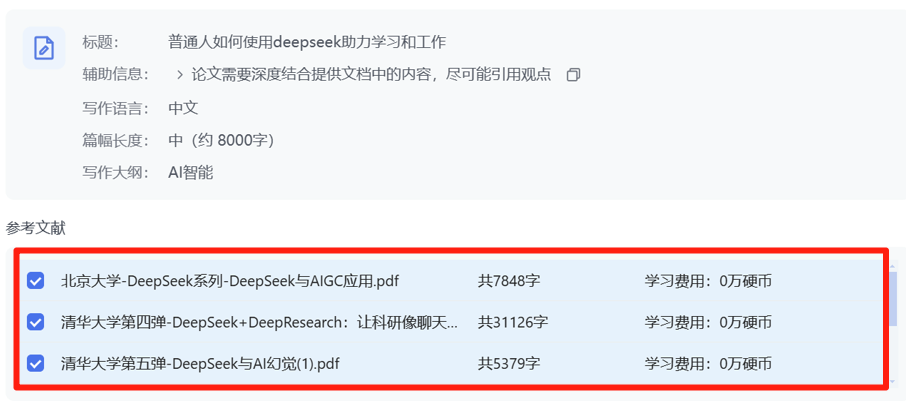 标题： 普通人如何使用deepseek助力学习和工作
辅助信息： > 论文需要深度结合提供文档中的内容，尽可能引用观点
写作语言： 中文
篇幅长度： 中（约 8000字）
写作大纲： AI智能
参考文献
北京大学-DeepSeek系列-DeepSeek与AIGC应用.pdf 共7848字 学习费用：0万硬币
清华大学第四弹-DeepSeek+DeepResearch：让科研像聊天... 共31126字 学习费用：0万硬币
清华大学第五弹-DeepSeek与AI幻觉(1).pdf 共5379字 学习费用：0万硬币